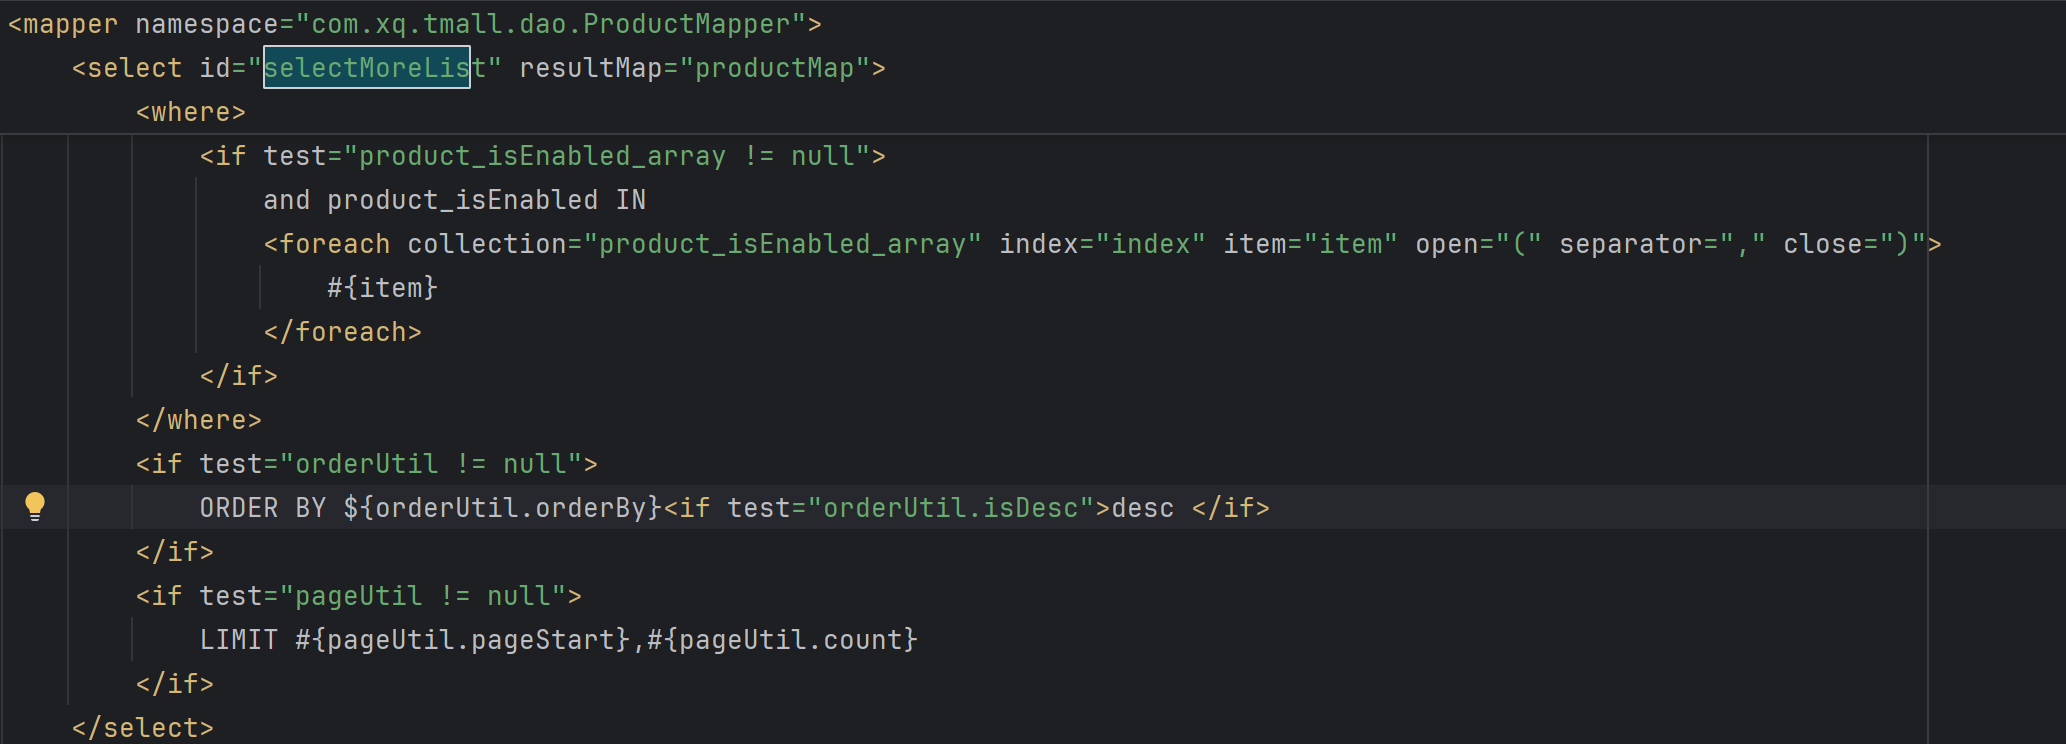 <mapper namespace="com.xq.tmall.dao.ProductMapper">
<select id="selectMoreList" resultMap="productMap">
<where>
<if test="product_isEnabled_array != null">
and product_isEnabled IN
<foreach collection="product_isEnabled_array" index="index" item="item" open="(" separator="," close=")">
#{item}
</foreach>
</if>
</where>
<if test="orderUtil != null">
ORDER BY ${orderUtil.orderBy}<if test="orderUtil.isDesc">desc </if>
</if>
<if test="pageUtil != null">
LIMIT #{pageUtil.pageStart},#{pageUtil.count}
</if>
</select>